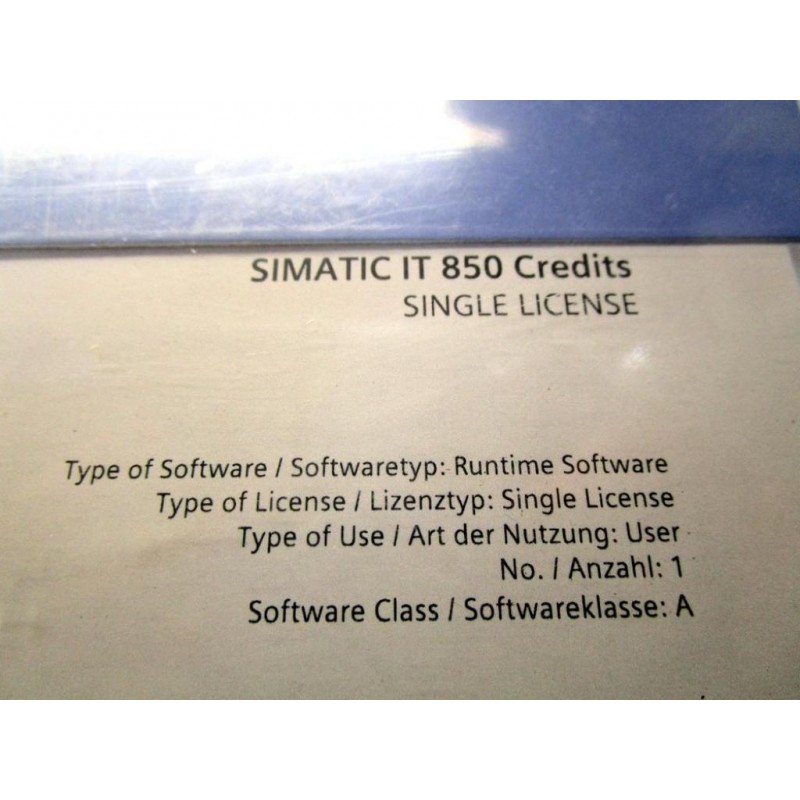 SIMATIC IT 850 Credits
SINGLE LICENSE
Type of Software / Softwaretyp: Runtime Software
Type of License / Lizenztyp: Single License
Type of Use / Art der Nutzung: User
No. / Anzahl: 1
Software Class / Softwareklasse: A